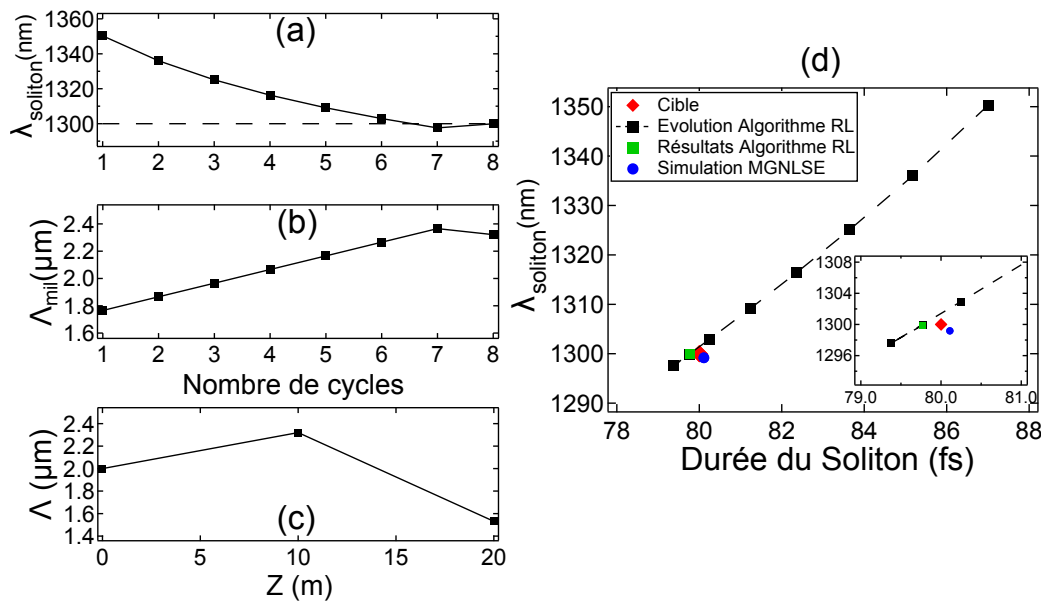 (a)
λsoliton(nm)
1360
1340
1320
1300
1 2 3 4 5 6 7 8
(b)
Λmil(μm)
2.4
2.2
2.0
1.8
1.6
1 2 3 4 5 6 7 8
Nombre de cycles
(c)
Λ (μm)
2.4
2.2
2.0
1.8
1.6
1.4
0 5 10 15 20
Z (m)
(d)
λsoliton(nm)
1350
1340
1330
1320
1310
1300
1290
78 80 82 84 86 88
Durée du Soliton (fs)
Cible
Evolution Algorithme RL
Résultats Algorithme RL
Simulation MGNLSE
1308
1304
1300
1296
79.0 80.0 81.0